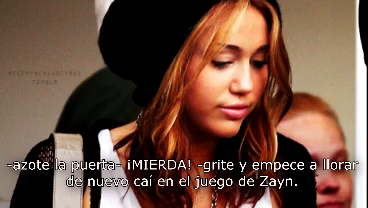 -azote la puerta- ¡MIERDA! -grite y empece a llorar
de nuevo caí en el juego de Zayn.